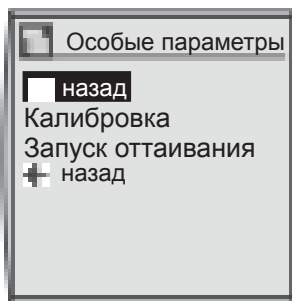 Особые параметры
назад
Калибровка
Запуск оттаивания
назад